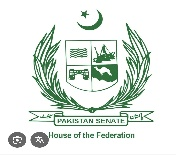 PAKISTAN SENATE
House of the Federation